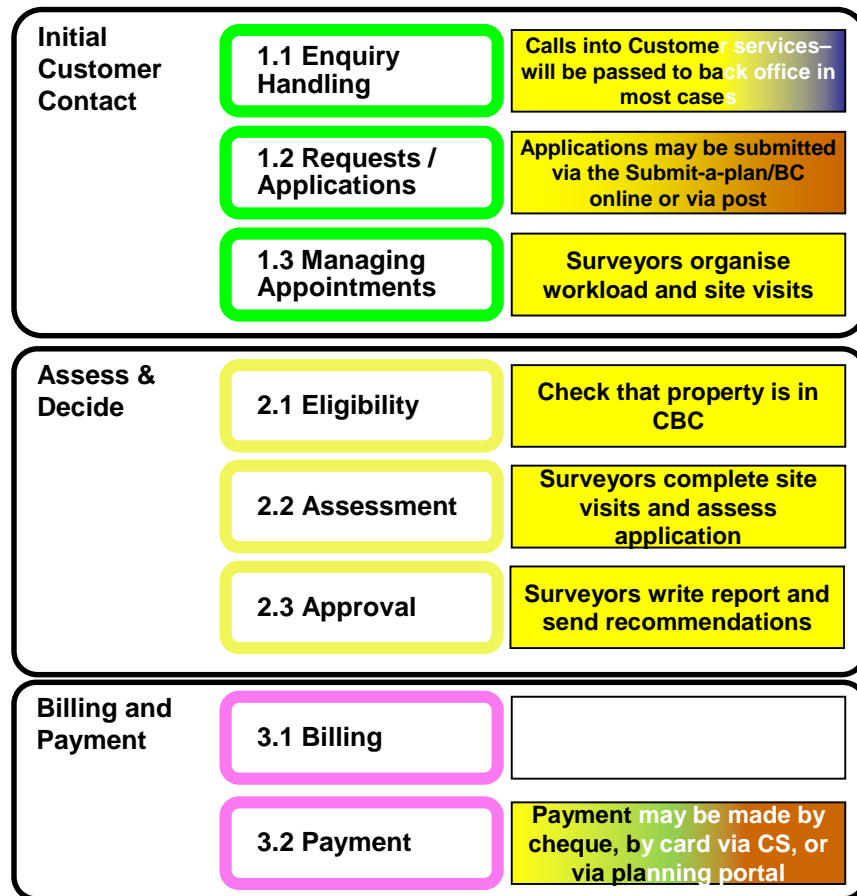 Initial
Customer
Contact
1.1 Enquiry
Handling
Calls into Customer services–
will be passed to back office in
most cases
1.2 Requests /
Applications
Applications may be submitted
via the Submit-a-plan/BC
online or via post
1.3 Managing
Appointments
Surveyors organise
workload and site visits
Assess &
Decide
2.1 Eligibility
Check that property is in
CBC
2.2 Assessment
Surveyors complete site
visits and assess
application
2.3 Approval
Surveyors write report and
send recommendations
Billing and
Payment
3.1 Billing
3.2 Payment
Payment may be made by
cheque, by card via CS, or
via planning portal